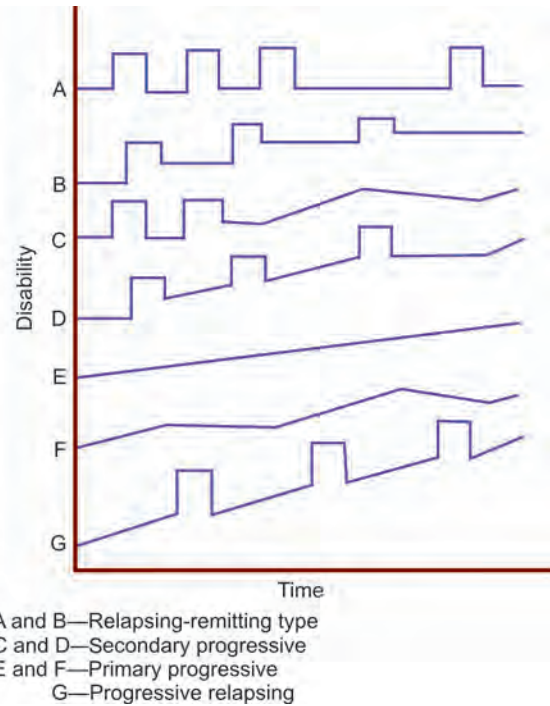 A
B
C
Disability
D
E
F
G
Time
A and B—Relapsing-remitting type
C and D—Secondary progressive
E and F—Primary progressive
G—Progressive relapsing